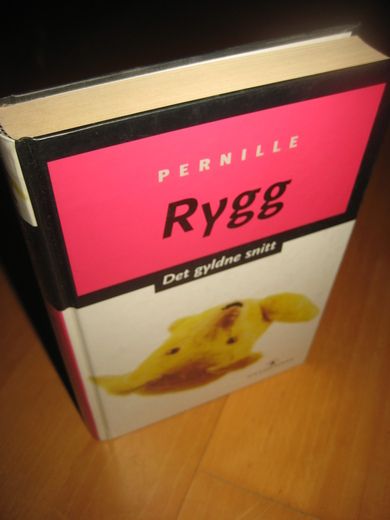 PERNILLE
Rygg
Det gyldne snitt